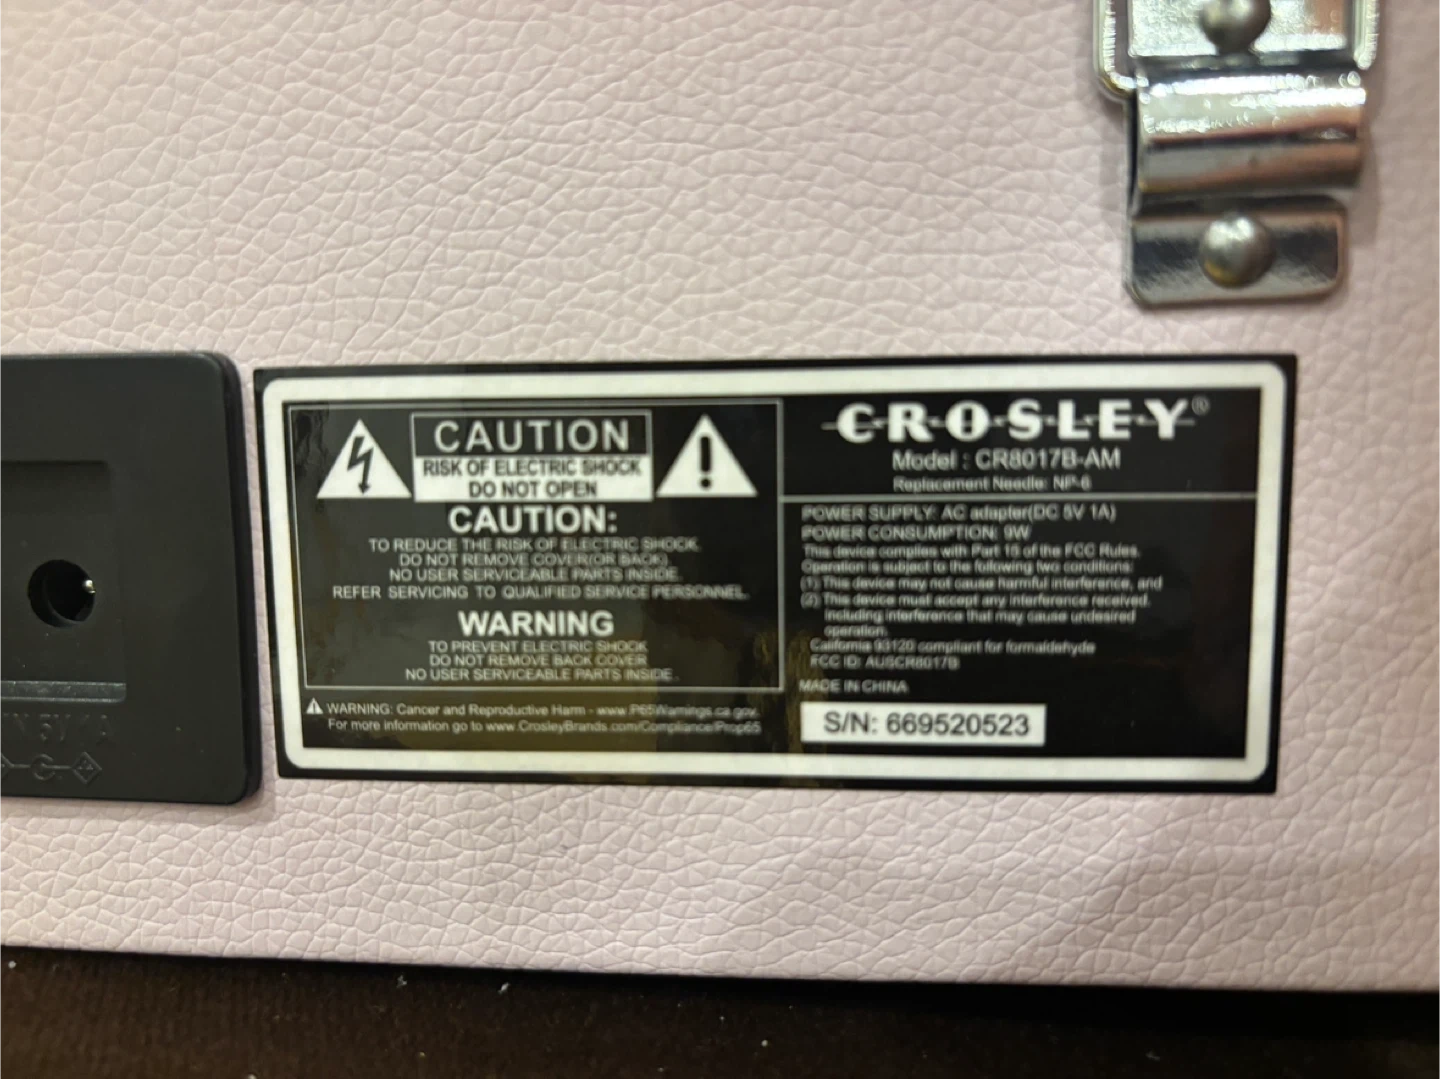 CAUTION
RISK OF ELECTRIC SHOCK
DO NOT OPEN
CAUTION:
TO REDUCE THE RISK OF ELECTRIC SHOCK,
DO NOT REMOVE COVER(OR BACK)
NO USER SERVICEABLE PARTS INSIDE.
REFER SERVICING TO QUALIFIED SERVICE PERSONNEL.
WARNING
TO PREVENT ELECTRIC SHOCK
DO NOT REMOVE BACK COVER
NO USER SERVICEABLE PARTS INSIDE.
WARNING: Cancer and Reproductive Harm - www.P65Warnings.ca.gov.
For more information go to www.CrosleyBrands.com/Compliance/Prop65
CROSLEY®
Model : CR8017B-AM
Replacement Needle: NP-6
POWER SUPPLY: AC adapter(DC 5V 1A)
POWER CONSUMPTION: 9W
This device complies with Part 15 of the FCC Rules.
Operation is subject to the following two conditions:
(1) This device may not cause harmful interference, and
(2) This device must accept any interference received.
including interference that may cause undesired
operation.
California 93120 compliant for formaldehyde
FCC ID: AUSCR8017B
MADE IN CHINA
S/N: 669520523
IN 5V 1A